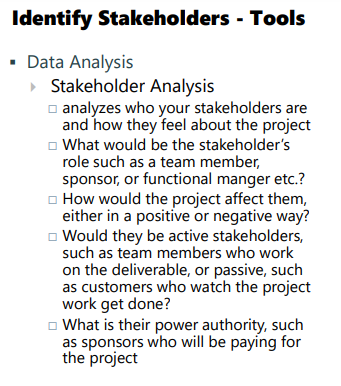 Identify Stakeholders - Tools
Data Analysis
Stakeholder Analysis
analyzes who your stakeholders are
and how they feel about the project
What would be the stakeholder's
role such as a team member,
sponsor, or functional manger etc.?
How would the project affect them,
either in a positive or negative way?
Would they be active stakeholders,
such as team members who work
on the deliverable, or passive, such
as customers who watch the project
work get done?
What is their power authority, such
as sponsors who will be paying for
the project